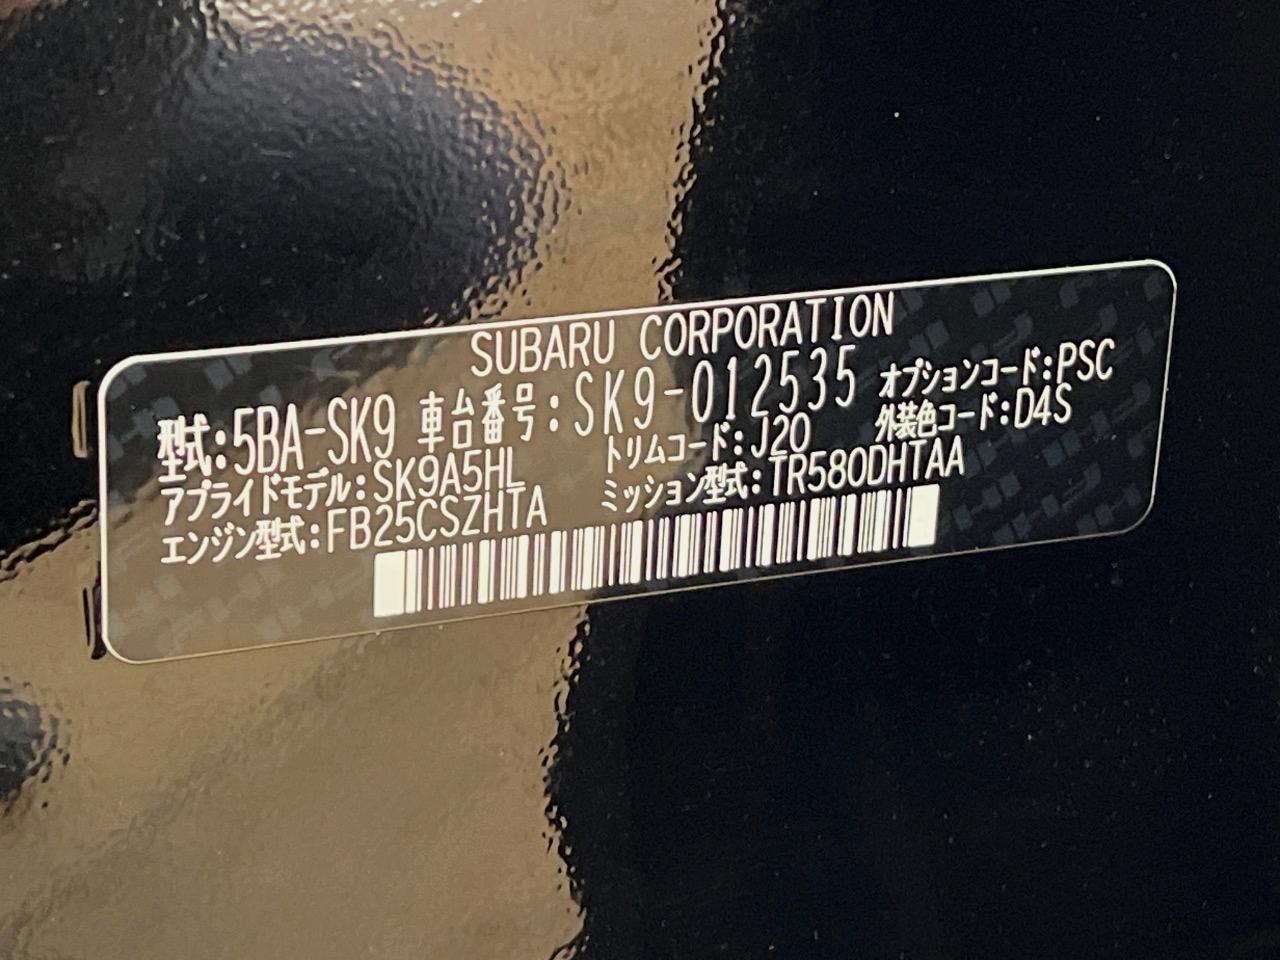 SUBARU CORPORATION
型式:5BA-SK9 車台番号:SK9-012535 オプションコード:PSC
アプライドモデル:SK9A5HL トリムコード:J20 外装色コード:D4S
エンジン型式:FB25CSZHTA ミッション型式:TR580DHTAA